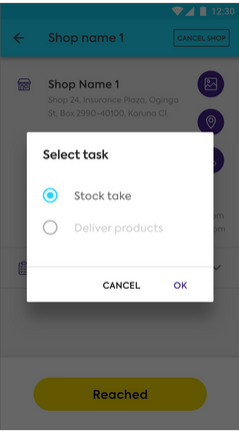 12:30
Shop name 1
CANCEL SHOP
Shop Name 1
Shop 24, Insurance Plaza, Oginga
St, Box 2990-40100, Karuna Cl.
Select task
Stock take
Deliver products
CANCEL
OK
Reached